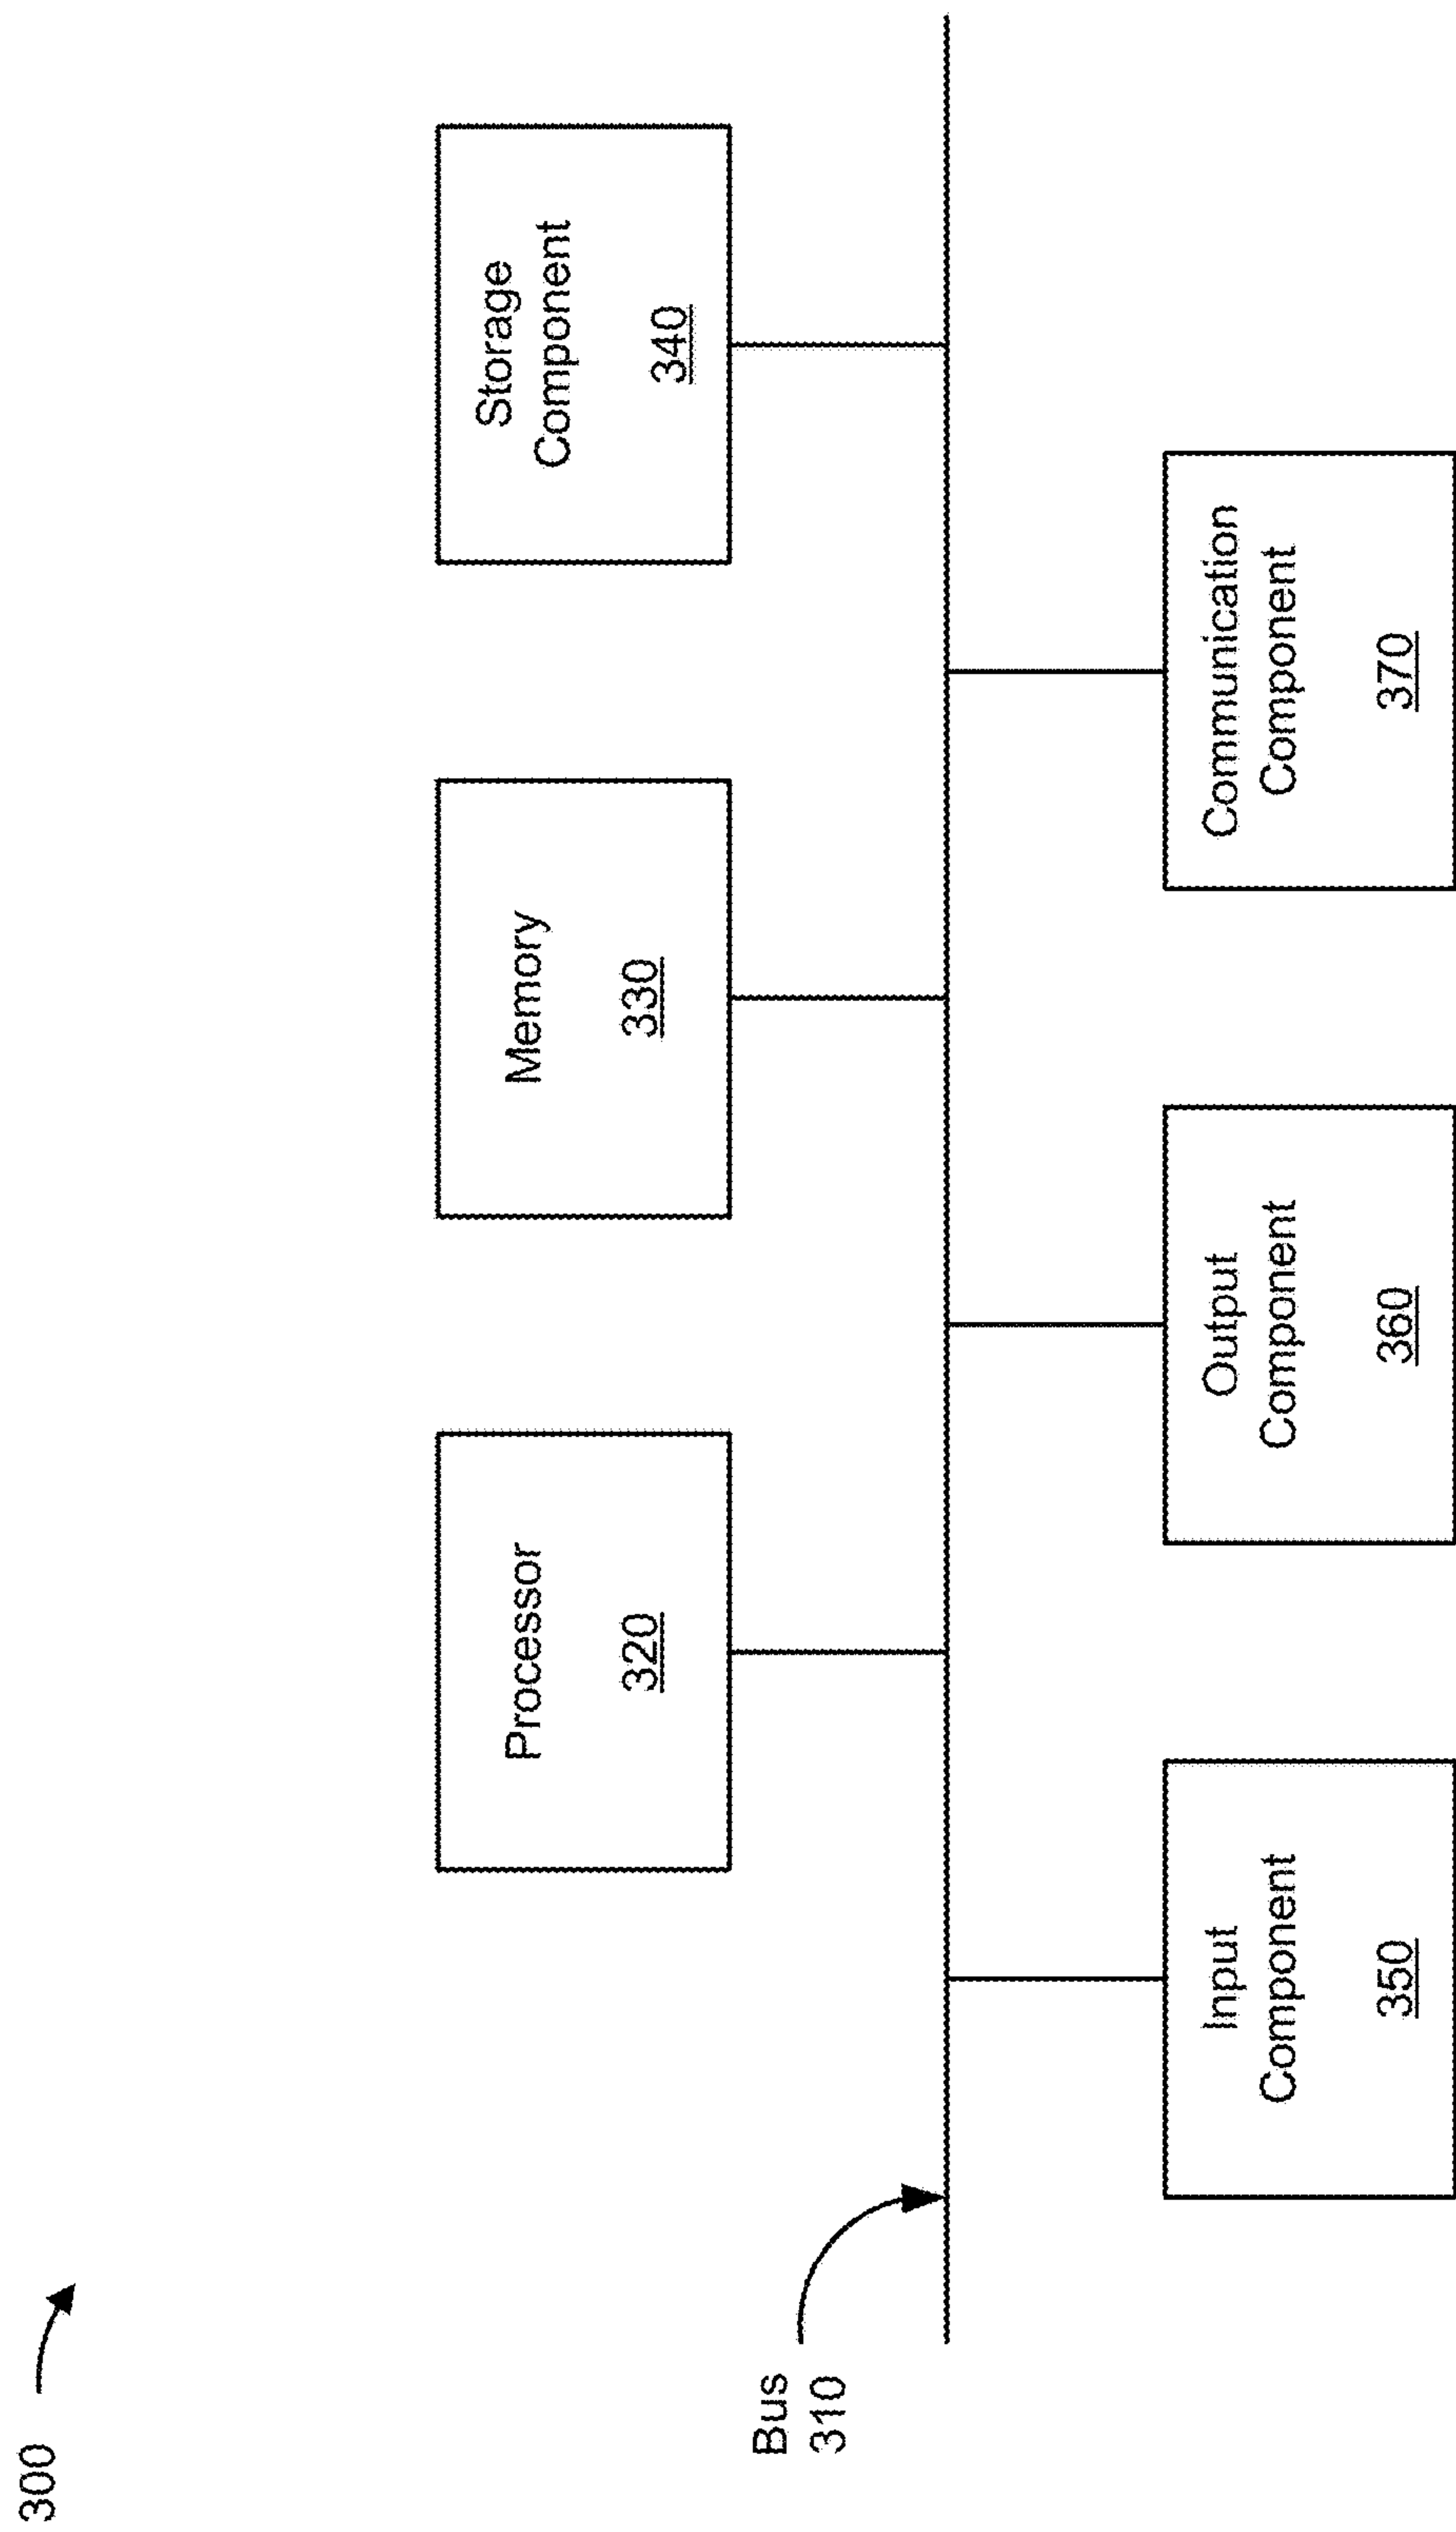 300
Processor
320
Memory
330
Storage
Component
340
Bus
310
Input
Component
350
Output
Component
360
Communication
Component
370